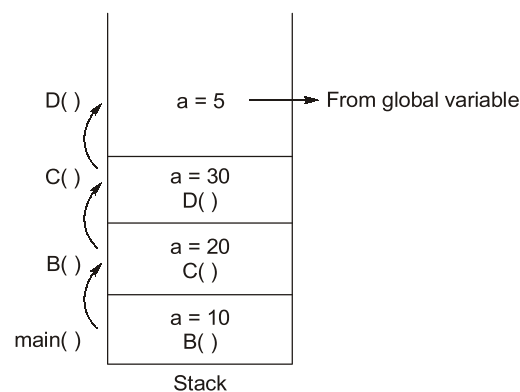 D( ) a = 5 From global variable
C( ) a = 30
D( )
B( ) a = 20
C( )
a = 10
main( ) B( )
Stack